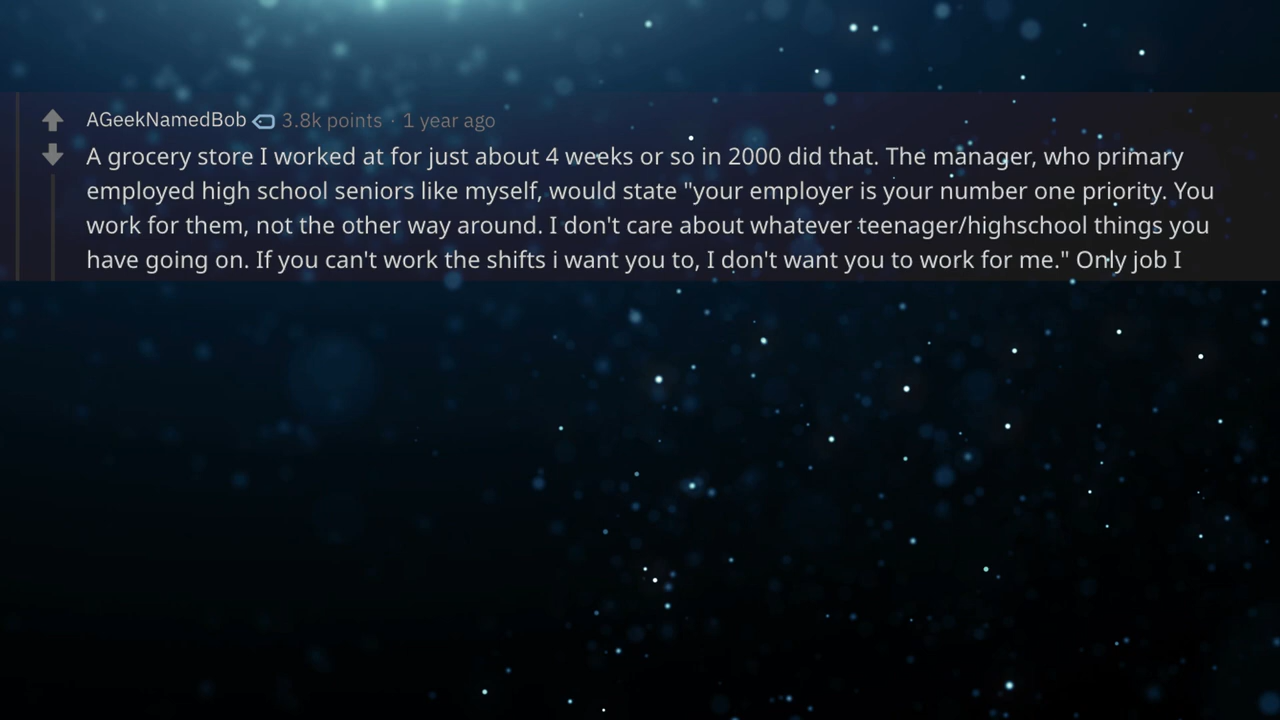 AGeekNamedBob 3.8k points · 1 year ago
A grocery store I worked at for just about 4 weeks or so in 2000 did that. The manager, who primary
employed high school seniors like myself, would state "your employer is your number one priority. You
work for them, not the other way around. I don't care about whatever teenager/highschool things you
have going on. If you can't work the shifts i want you to, I don't want you to work for me." Only job I